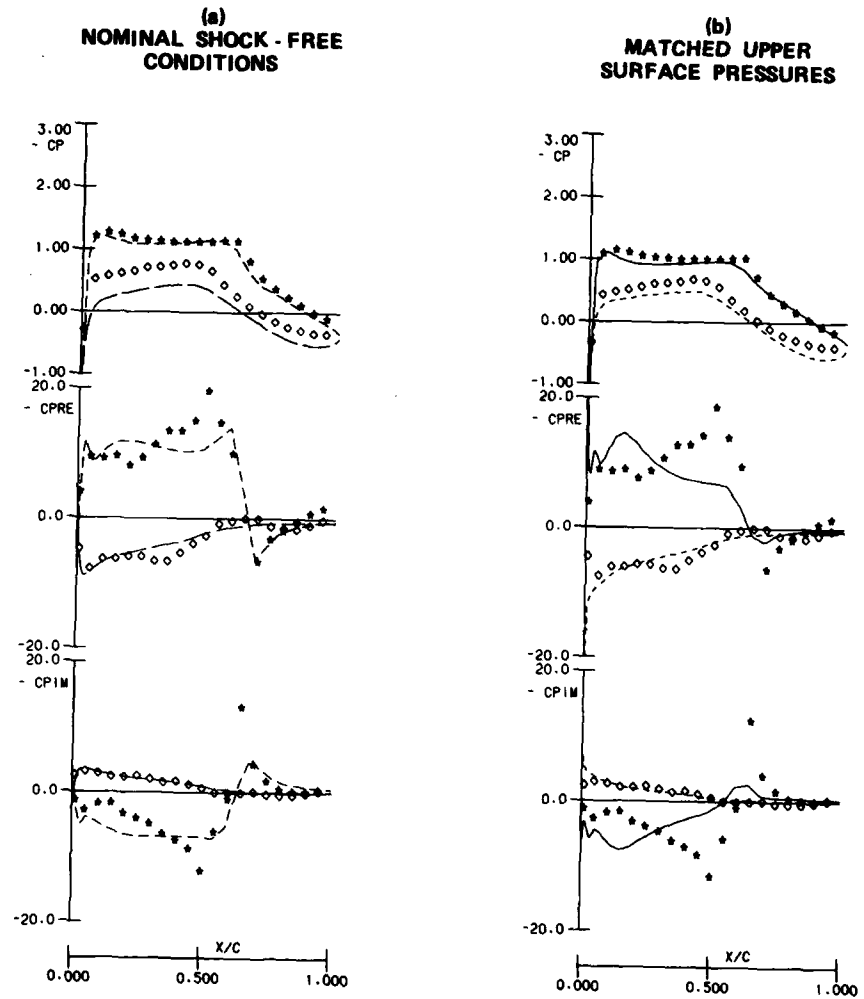 (a)
NOMINAL SHOCK - FREE
CONDITIONS
3.00
- CP
2.00
1.00
0.00
-1.00
20.0
- CPRE
0.0
-20.0
20.0
- CPIM
0.0
-20.0
X/C
0.000
0.500
1.000
(b)
MATCHED UPPER
SURFACE PRESSURES
3.00
- CP
2.00
1.00
0.00
-1.00
20.0
- CPRE
0.0
-20.0
20.0
- CPIM
0.0
-20.0
X/C
0.000
0.500
1.000